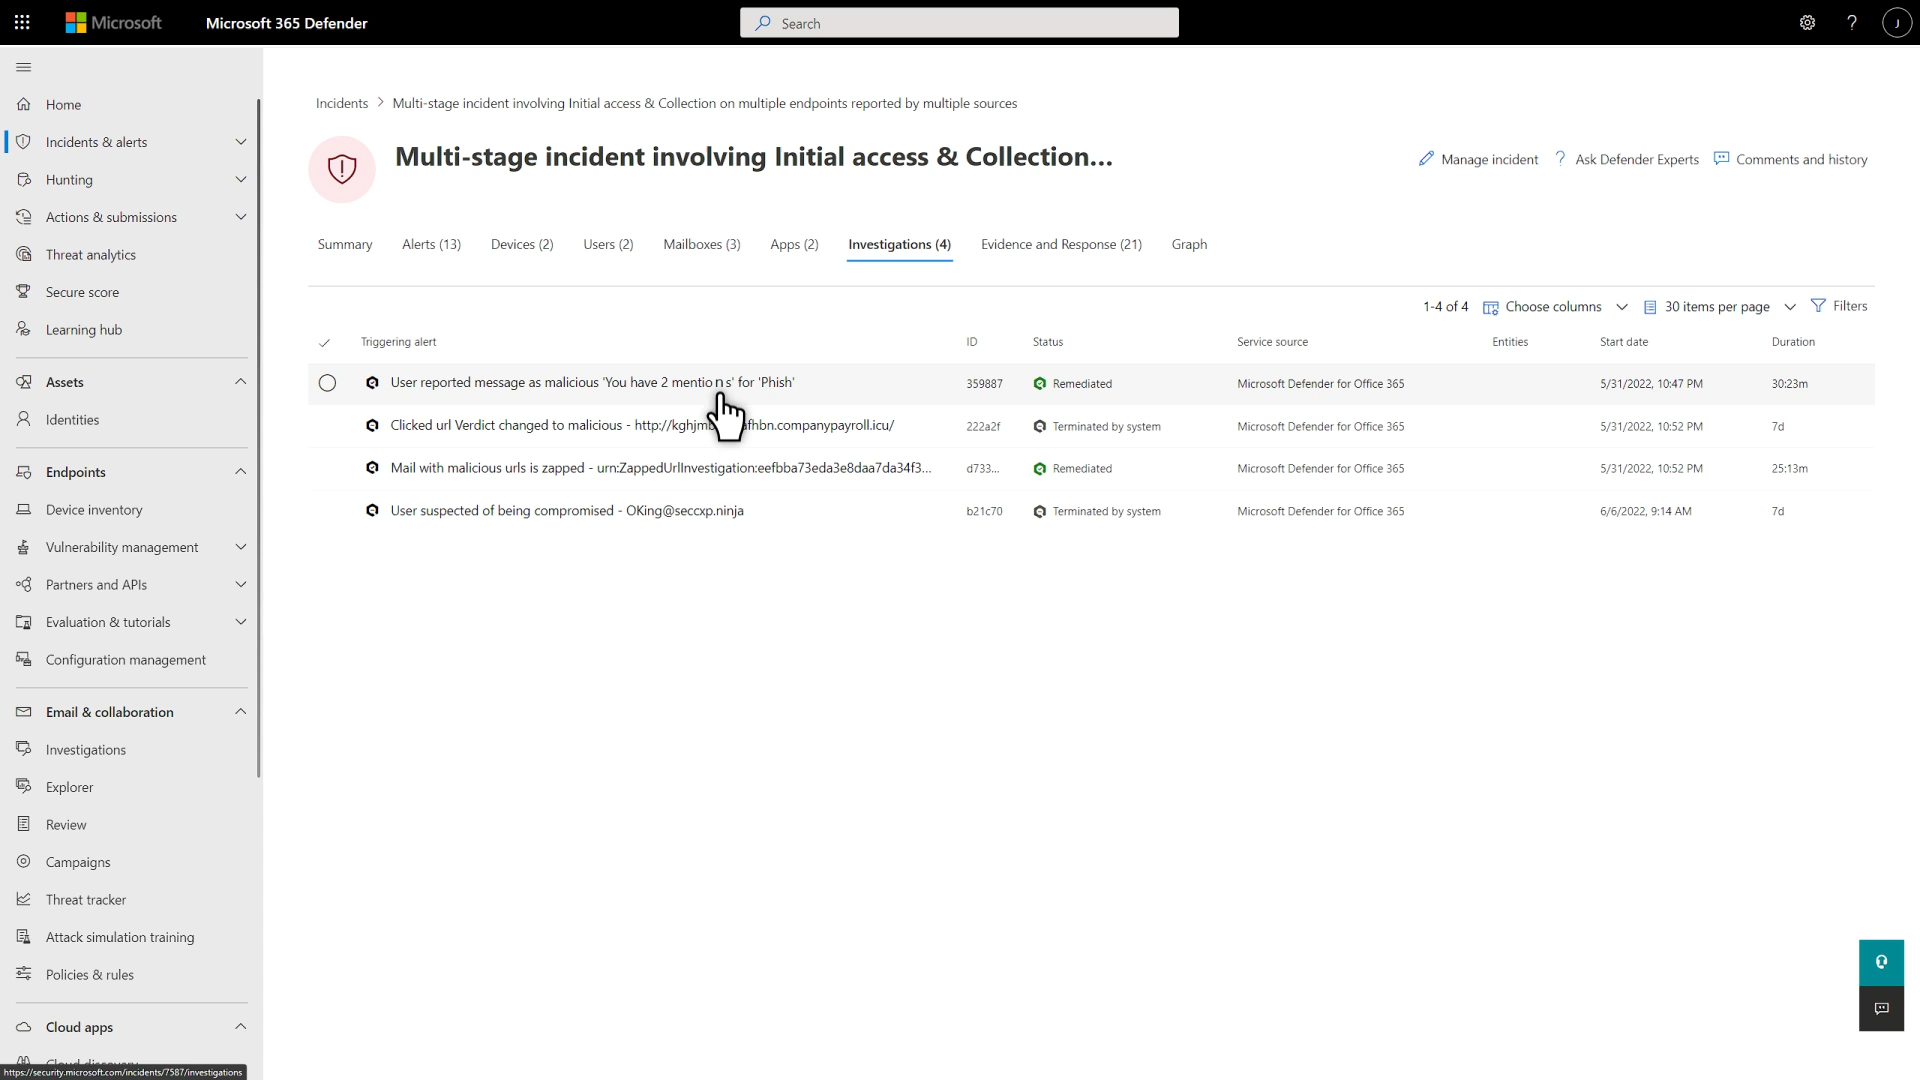 Microsoft
Microsoft 365 Defender
Search
?
J
Home
Incidents & alerts
Hunting
Actions & submissions
Threat analytics
Secure score
Learning hub
Assets
Identities
Endpoints
Device inventory
Vulnerability management
Partners and APIs
Evaluation & tutorials
Configuration management
Email & collaboration
Investigations
Explorer
Review
Campaigns
Threat tracker
Attack simulation training
Policies & rules
Cloud apps
Cloud discovery
https://security.microsoft.com/incidents/7587/investigations
Incidents > Multi-stage incident involving Initial access & Collection on multiple endpoints reported by multiple sources
Multi-stage incident involving Initial access & Collection...
Manage incident ? Ask Defender Experts Comments and history
Summary Alerts (13) Devices (2) Users (2) Mailboxes (3) Apps (2) Investigations (4) Evidence and Response (21) Graph
1-4 of 4 Choose columns 30 items per page Filters
Triggering alert ID Status Service source Entities Start date Duration
User reported message as malicious 'You have 2 mentions' for 'Phish' 359887 Remediated Microsoft Defender for Office 365 5/31/2022, 10:47 PM 30:23m
Clicked url Verdict changed to malicious - 222a2f Terminated by system Microsoft Defender for Office 365 5/31/2022, 10:52 PM 7d
Mail with malicious urls is zapped - urn:ZappedUrlInvestigation:eefbba73eda3e8daa7da34f3... d733... Remediated Microsoft Defender for Office 365 5/31/2022, 10:52 PM 25:13m
User suspected of being compromised - OKing@seccxp.ninja b21c70 Terminated by system Microsoft Defender for Office 365 6/6/2022, 9:14 AM 7d